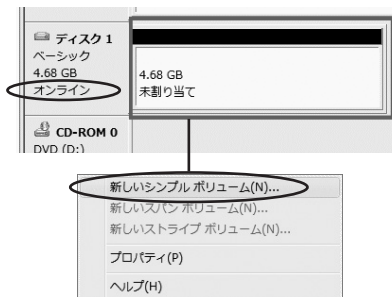 ディスク 1
ベーシック
4.68 GB
オンライン
4.68 GB
未割り当て
CD-ROM 0
DVD (D:)
新しいシンプル ボリューム(N)...
新しいスパン ボリューム(N)...
新しいストライプ ボリューム(N)...
プロパティ(P)
ヘルプ(H)